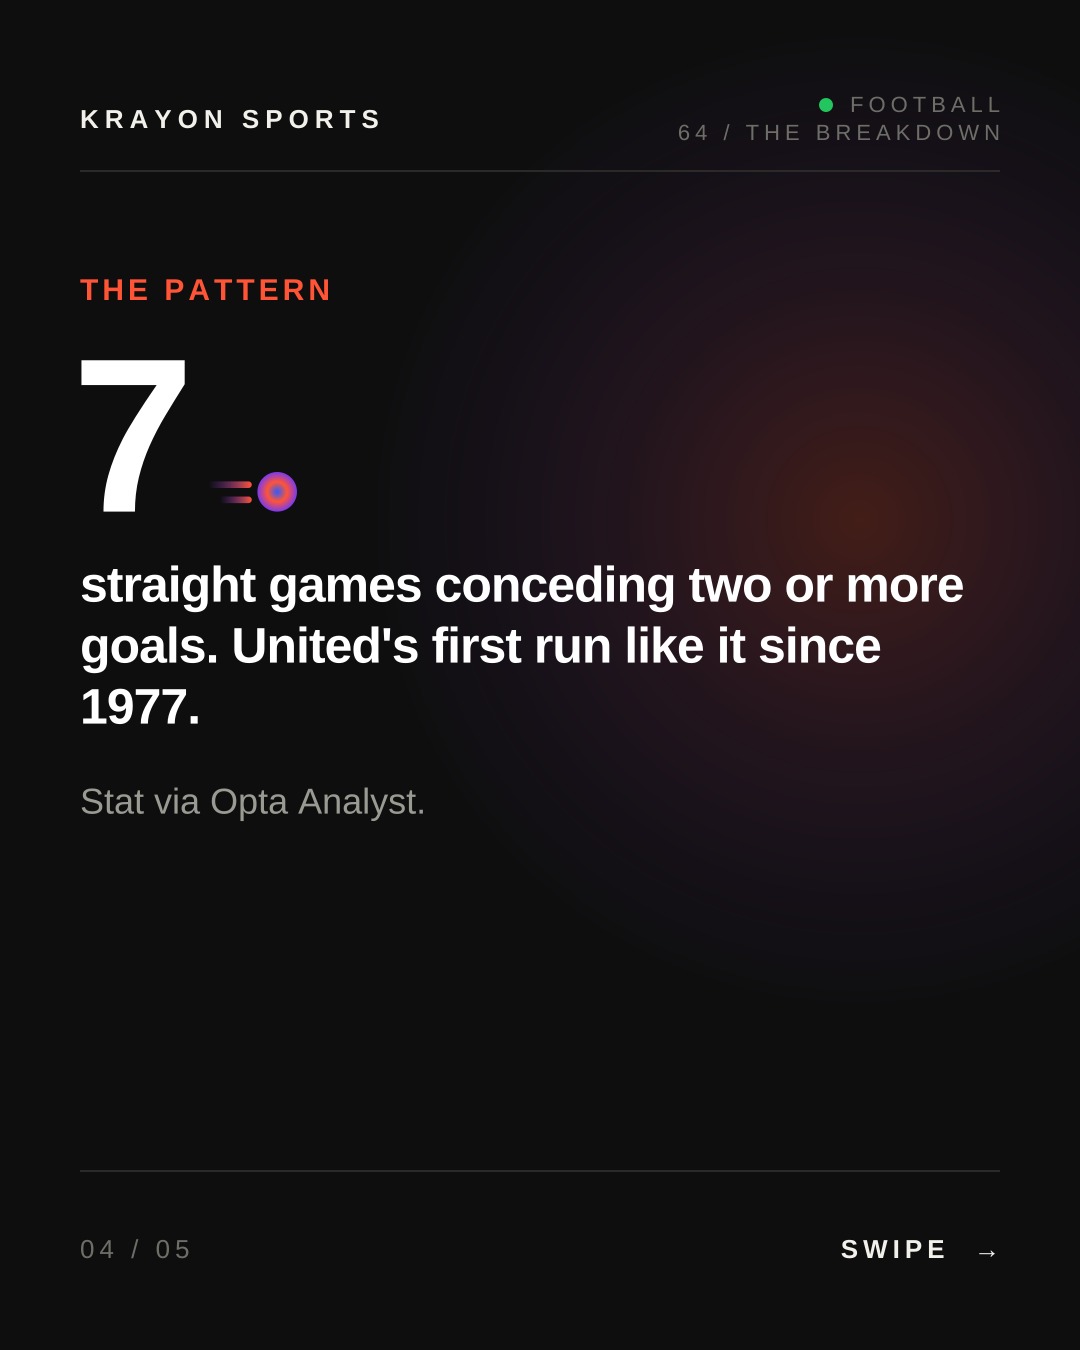 KRAYON SPORTS
FOOTBALL
64 / THE BREAKDOWN
THE PATTERN
7
straight games conceding two or more
goals. United's first run like it since
1977.
Stat via Opta Analyst.
04 / 05
SWIPE →